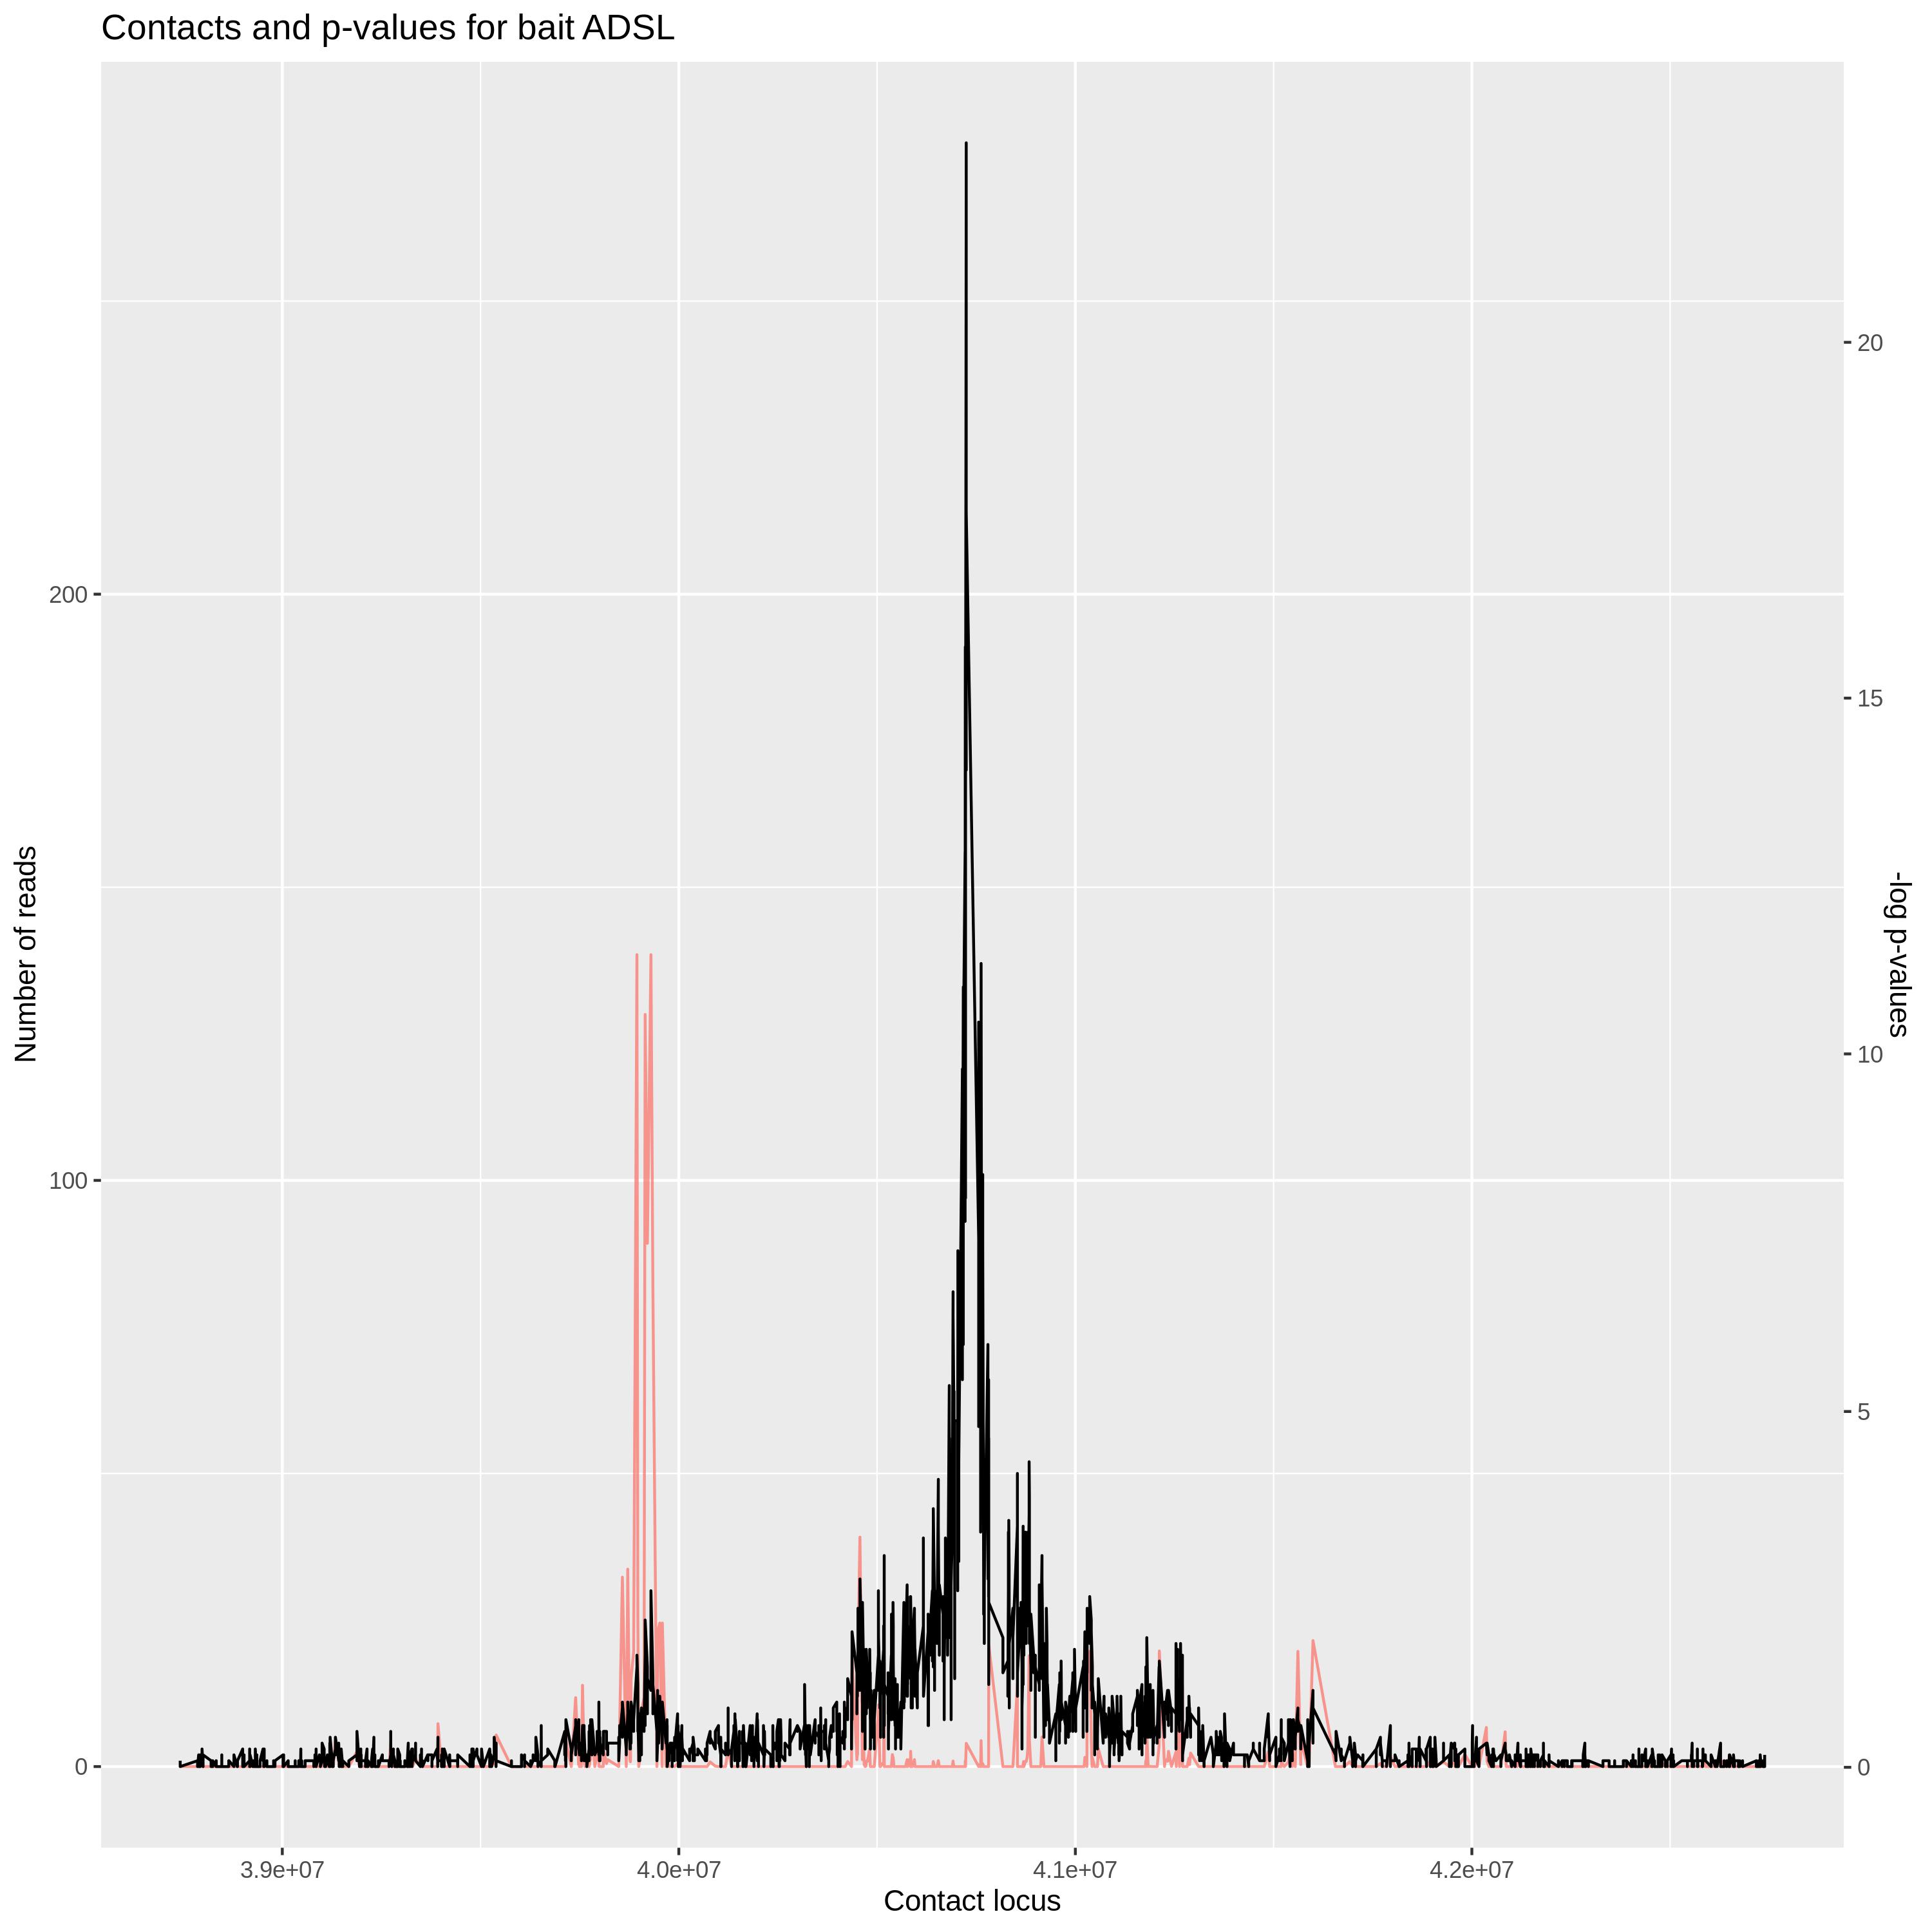 Contacts and p-values for bait ADSL
Number of reads
200
100
0
20
15
10
5
0
-log p-values
3.9e+07
4.0e+07
4.1e+07
4.2e+07
Contact locus